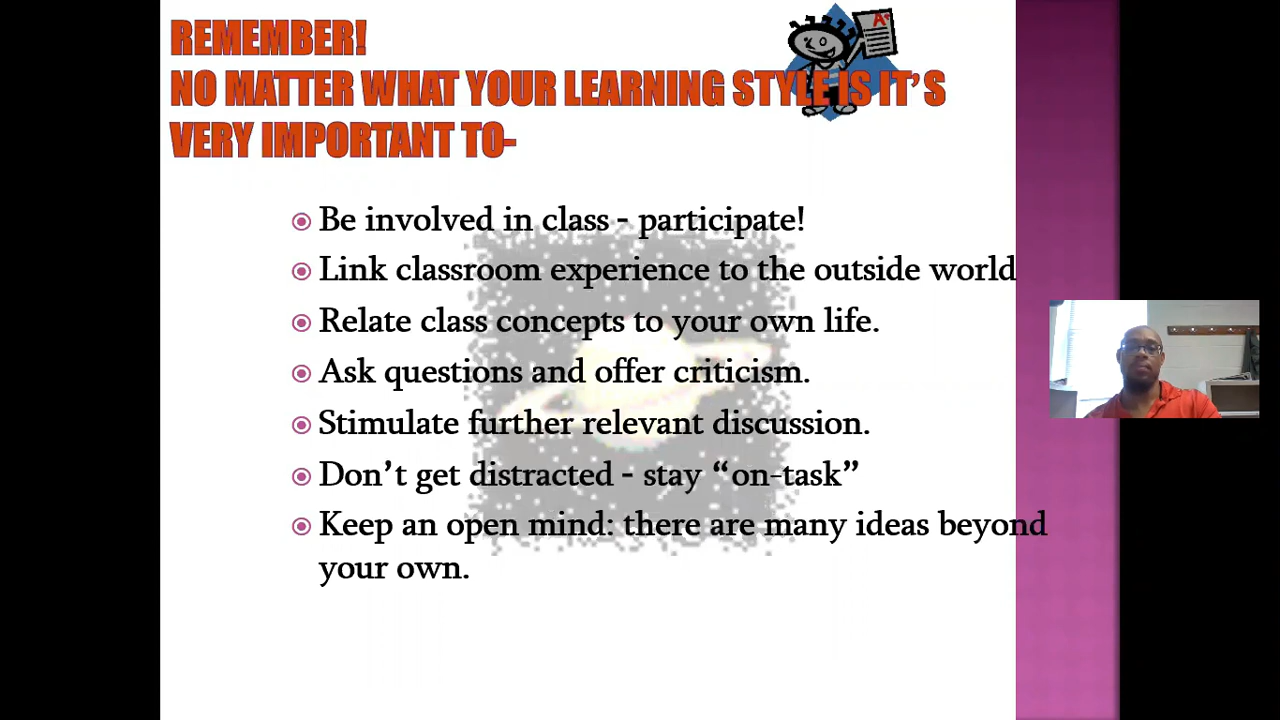 REMEMBER!
NO MATTER WHAT YOUR LEARNING STYLE IS IT’S
VERY IMPORTANT TO-
A+
Be involved in class - participate!
Link classroom experience to the outside world
Relate class concepts to your own life.
Ask questions and offer criticism.
Stimulate further relevant discussion.
Don’t get distracted - stay “on-task”
Keep an open mind: there are many ideas beyond
your own.